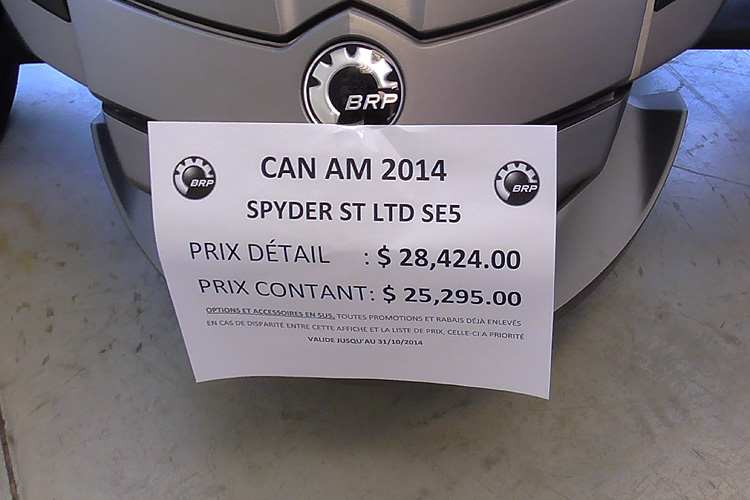 BRP
BRP
BRP
CAN AM 2014
SPYDER ST LTD SE5
PRIX DÉTAIL : $ 28,424.00
PRIX CONTANT: $ 25,295.00
OPTIONS ET ACCESSOIRES EN SUS, TOUTES PROMOTIONS ET RABAIS DÉJÀ ENLEVÉS
EN CAS DE DISPARITÉ ENTRE CETTE AFFICHE ET LA LISTE DE PRIX, CELLE-CI A PRIORITÉ
VALIDE JUSQU'AU 31/10/2014